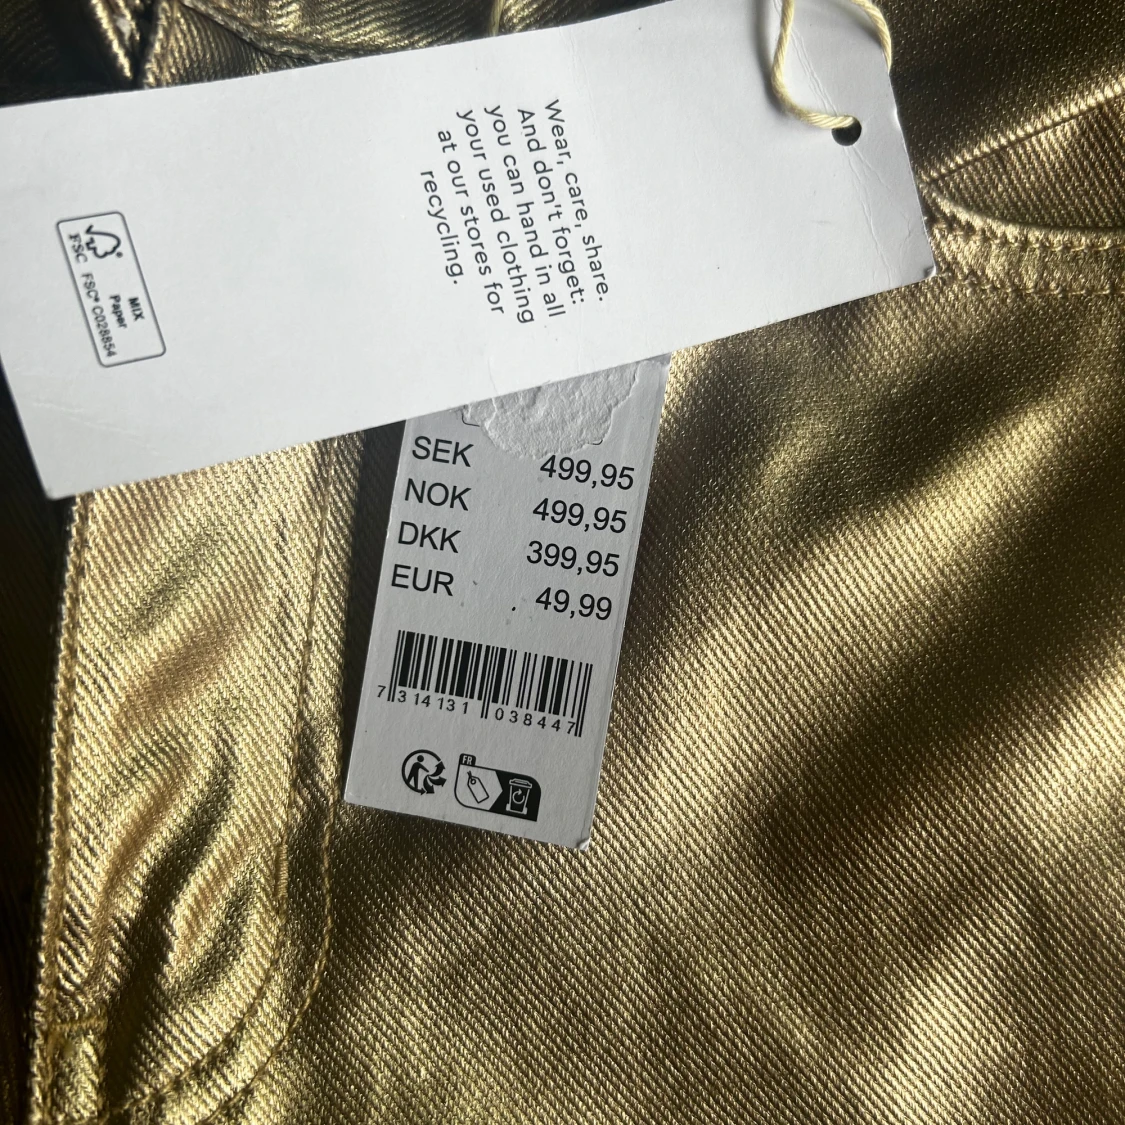 Wear, care, share.
And don't forget:
you can hand in all
your used clothing
at our stores for
recycling.
FSC
MIX
Paper
FSC® C028854
SEK 499,95
NOK 499,95
DKK 399,95
EUR 49,99
7 314131 038447
FR